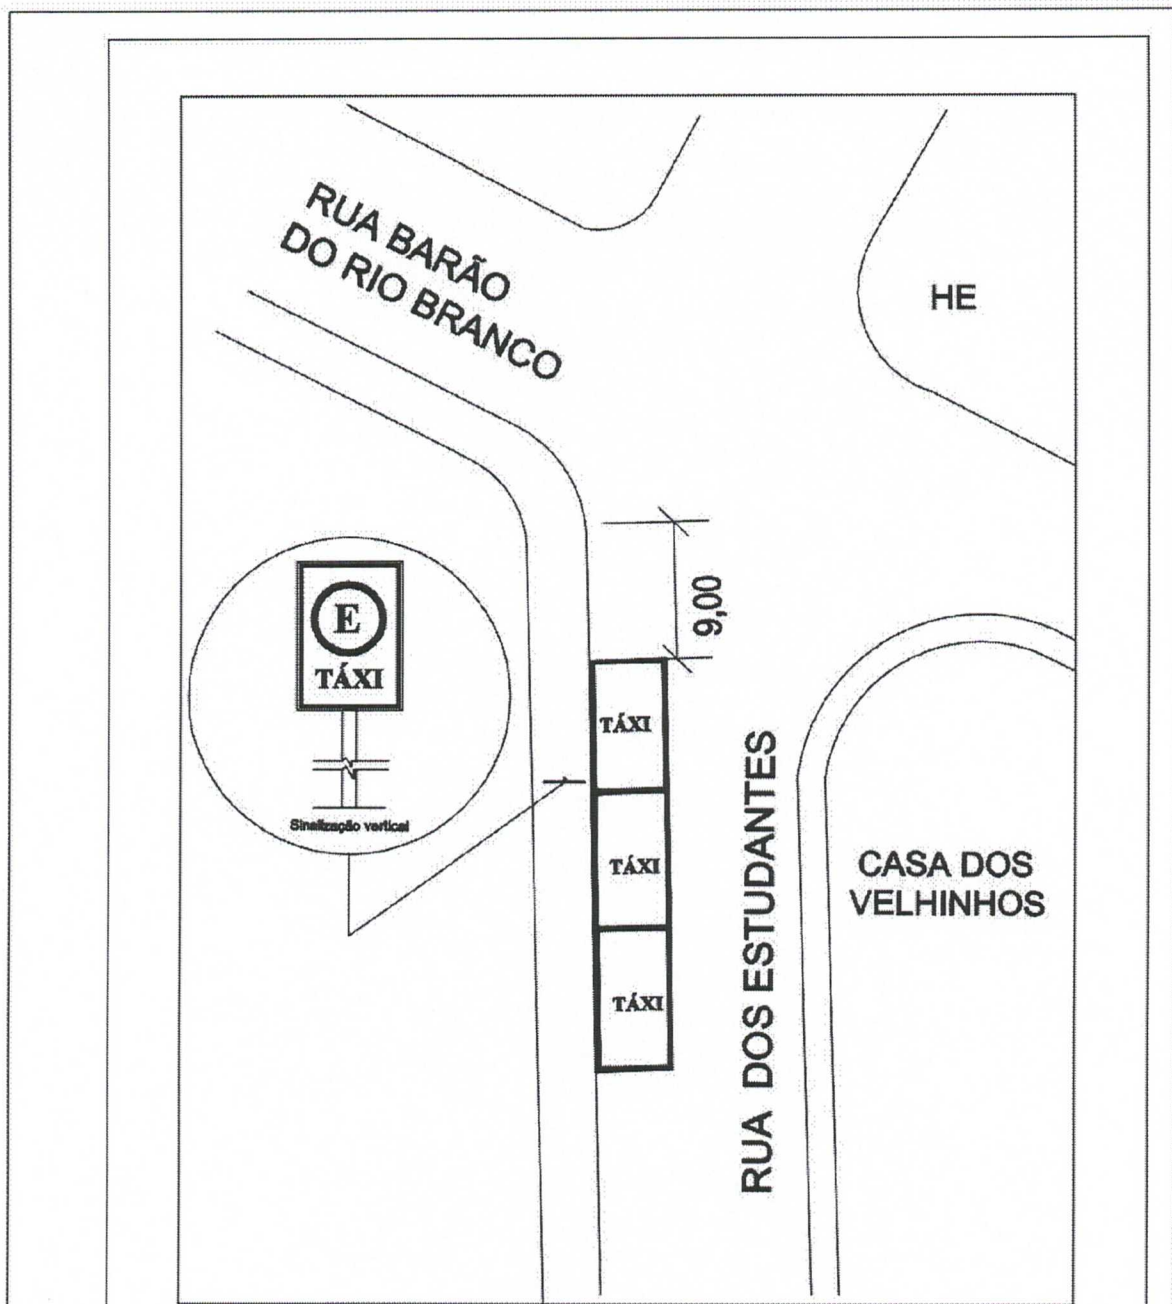 RUA BARÃO
DO RIO BRANCO
HE
9,00
E
TÁXI
Sinalização vertical
TÁXI
TÁXI
TÁXI
RUA DOS ESTUDANTES
CASA DOS
VELHINHOS